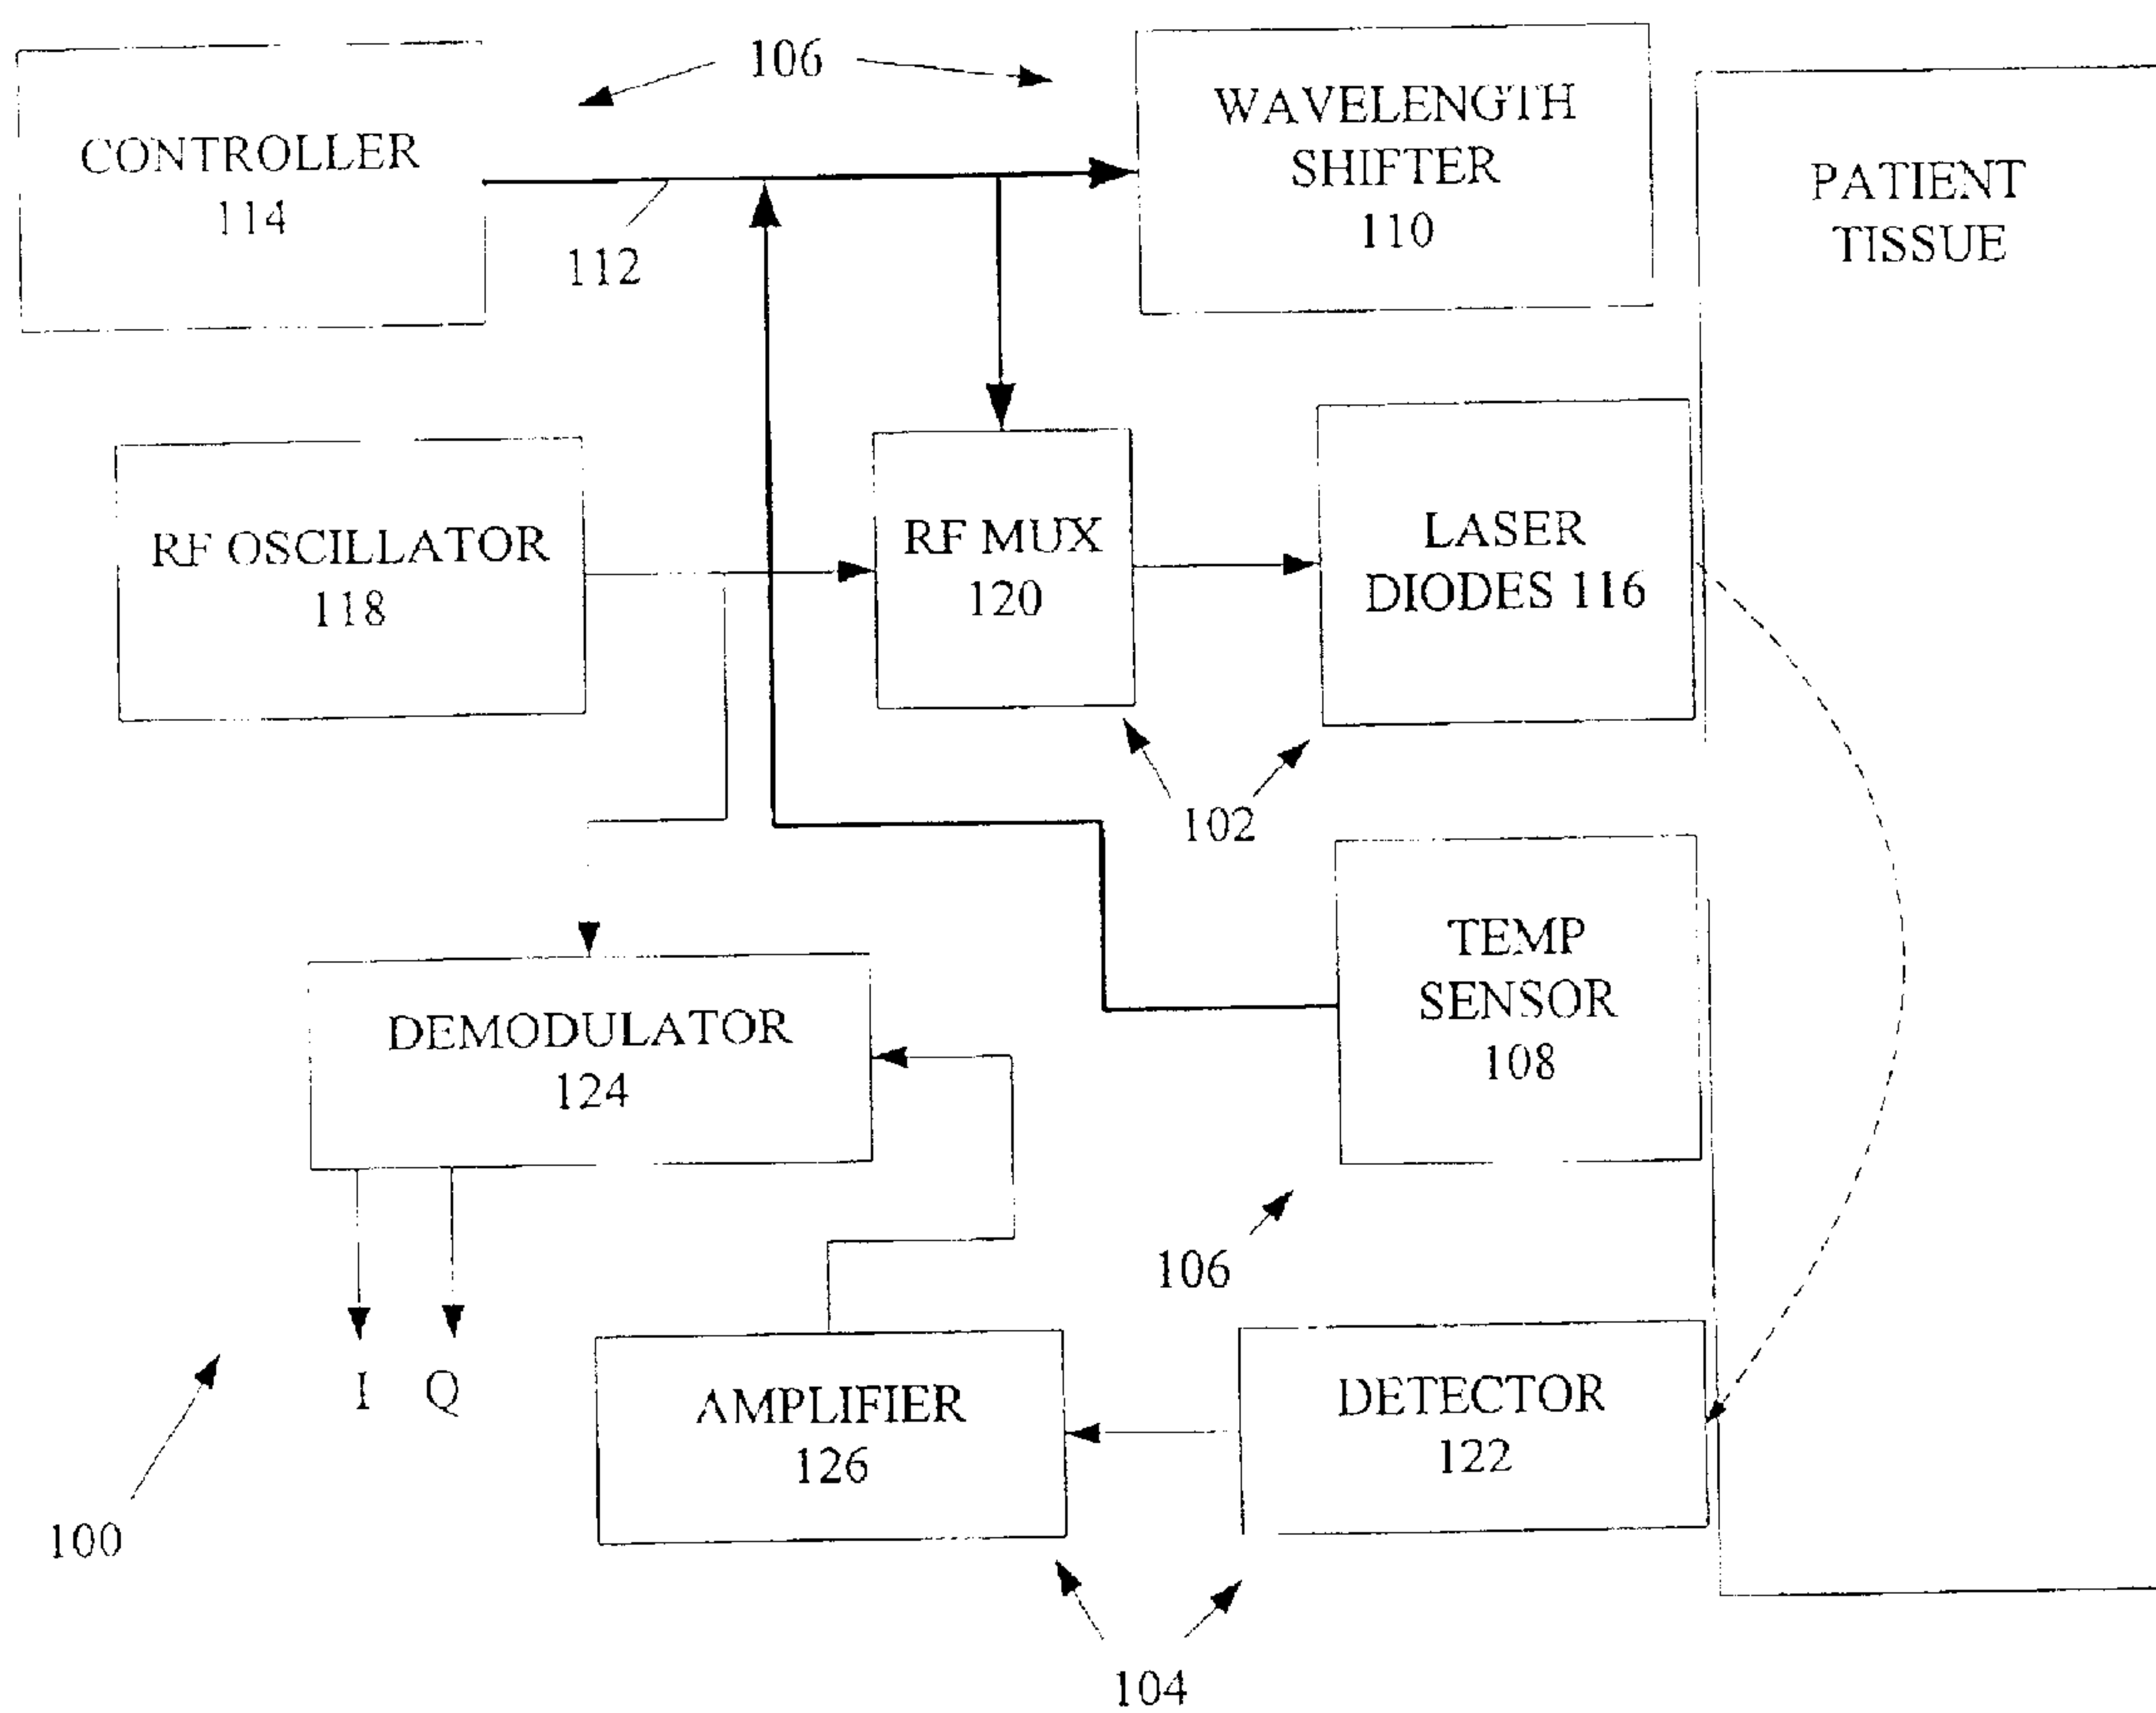 106
CONTROLLER
114
112
WAVELENGTH
SHIFTER
110
PATIENT
TISSUE
RF OSCILLATOR
118
RF MUX
120
LASER
DIODES 116
102
TEMP
SENSOR
108
DEMODULATOR
124
106
I Q
AMPLIFIER
126
DETECTOR
122
100
104